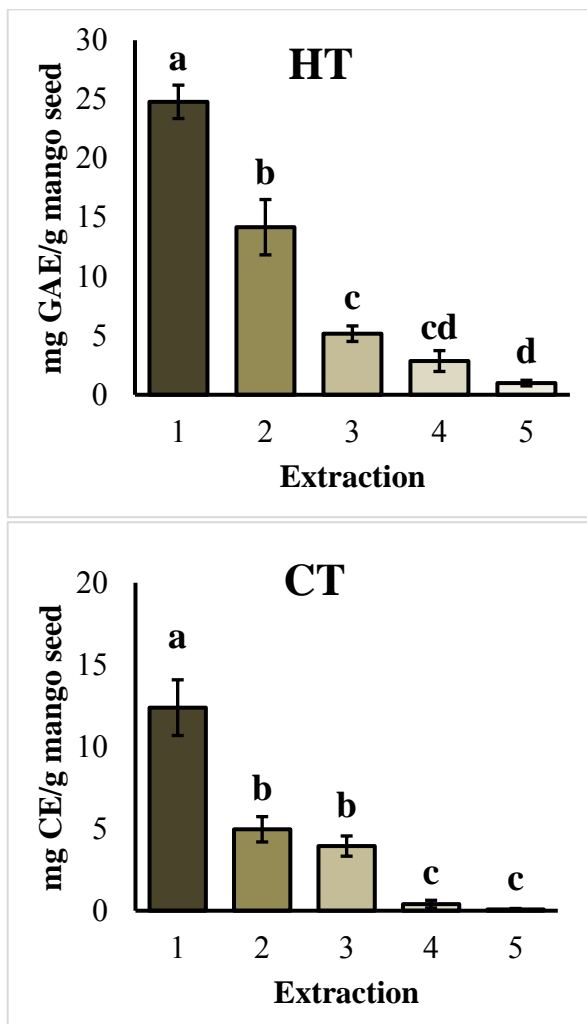 HT
mg GAE/g mango seed
30
25
20
15
10
5
0
a
b
c
cd
d
1 2 3 4 5
Extraction
CT
mg CE/g mango seed
20
15
10
5
0
a
b
b
c
c
1 2 3 4 5
Extraction